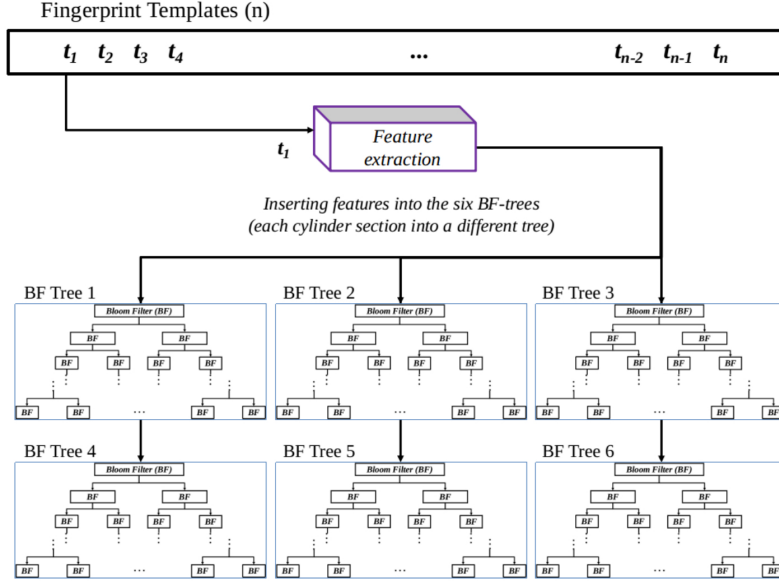 Fingerprint Templates (n)
t1 t2 t3 t4 ... tn-2 tn-1 tn
t1
Feature
extraction
Inserting features into the six BF-trees
(each cylinder section into a different tree)
BF Tree 1 BF Tree 2 BF Tree 3
Bloom Filter (BF) Bloom Filter (BF) Bloom Filter (BF)
BF BF BF BF BF BF
BF BF BF BF BF BF BF BF BF BF BF BF
BF BF ... BF BF BF BF ... BF BF BF BF ... BF BF
BF Tree 4 BF Tree 5 BF Tree 6
Bloom Filter (BF) Bloom Filter (BF) Bloom Filter (BF)
BF BF BF BF BF BF
BF BF BF BF BF BF BF BF BF BF BF BF
BF BF ... BF BF BF BF ... BF BF BF BF ... BF BF